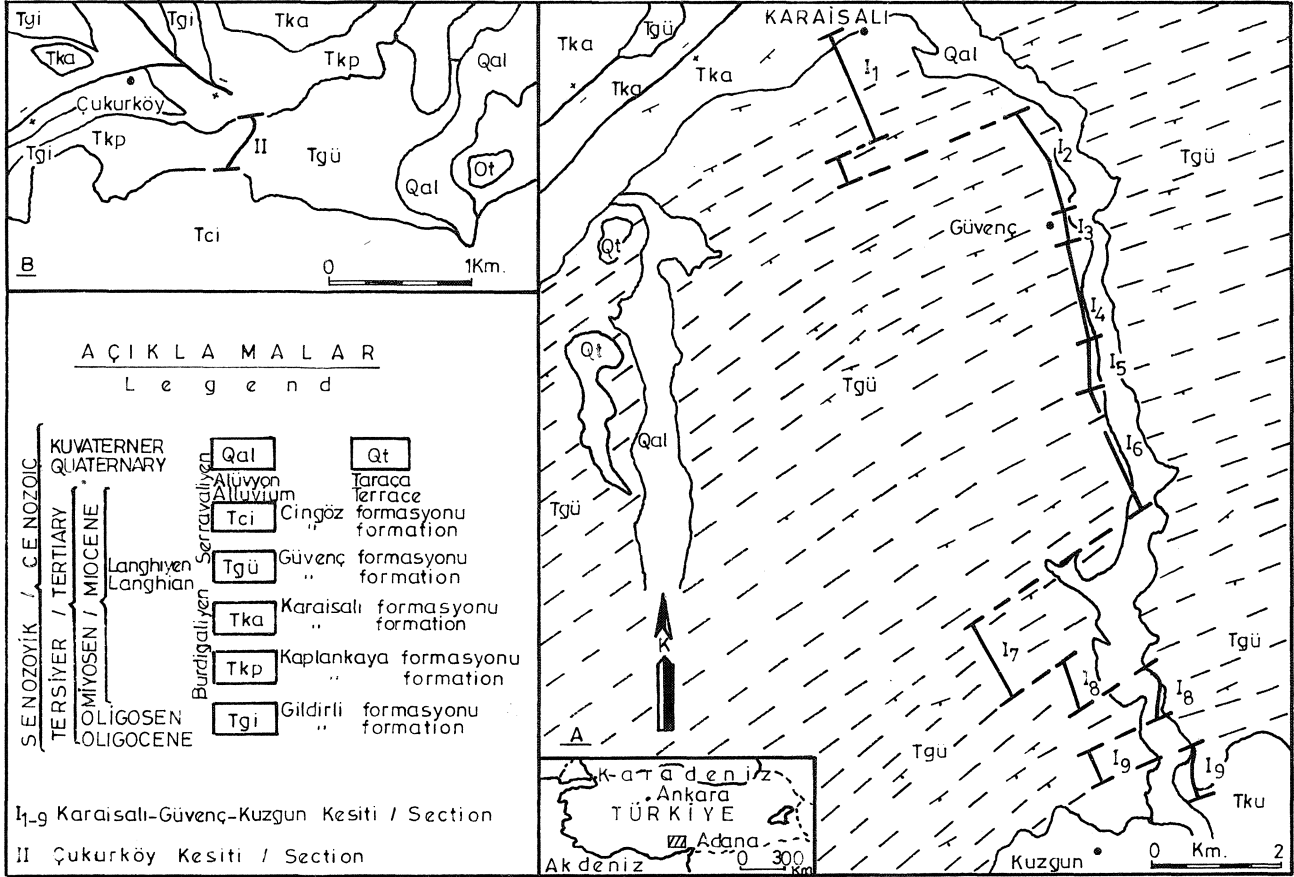 Tgi
Tgi
Tka
Tka
Tkp
Qal
Çukurköy
Tgi
Tkp
II
Tgü
Qal
Ot
Tci
B
0 1Km.
AÇIKLAMALAR
Legend
SENOZOYİK / CENOZOIC
TERSİYER / TERTIARY
MİYOSEN / MIOCENE
KUVATERNER
QUATERNARY
OLİGOSEN
OLIGOCENE
Langhiyen
Langhian
Serravaliyen
Burdigaliyen
Qal
Alüvyon
Alluvium
Qt
Taraça
Terrace
Tci Cingöz formasyonu
" formation
Tgü Güvenç formasyonu
" formation
Tka Karaisalı formasyonu
" formation
Tkp Kaplankaya formasyonu
" formation
Tgi Gildirli formasyonu
" formation
I1-9 Karaisalı-Güvenç-Kuzgun Kesiti / Section
II Çukurköy Kesiti / Section
KARAISALI
Tka
Tgü
Tka
Tka
I1
Qal
I2
Tgü
Güvenç
I3
Qt
I4
Qt
I5
Tgü
Qal
I6
Tgü
K
I7
Tgü
I8
I8
A
Tgü
I9
I9
Tku
Kuzgun
0 Km. 2
Karadeniz
Ankara
TÜRKİYE
Adana
Akdeniz
0 300
Km